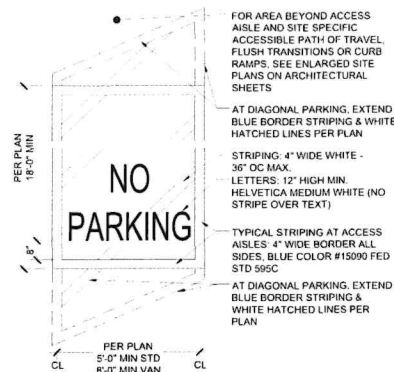 FOR AREA BEYOND ACCESS
AISLE AND SITE SPECIFIC
ACCESSIBLE PATH OF TRAVEL,
FLUSH TRANSITIONS OR CURB
RAMPS, SEE ENLARGED SITE
PLANS ON ARCHITECTURAL
SHEETS
AT DIAGONAL PARKING, EXTEND
BLUE BORDER STRIPING & WHITE
HATCHED LINES PER PLAN
STRIPING: 4" WIDE WHITE -
36" OC MAX.
LETTERS: 12" HIGH MIN.
HELVETICA MEDIUM WHITE (NO
STRIPE OVER TEXT)
TYPICAL STRIPING AT ACCESS
AISLES: 4" WIDE BORDER ALL
SIDES, BLUE COLOR #15090 FED
STD 595C
AT DIAGONAL PARKING, EXTEND
BLUE BORDER STRIPING &
WHITE HATCHED LINES PER
PLAN
PER PLAN
18'-0" MIN
8"
NO
PARKING
PER PLAN
5'-0" MIN STD
8'-0" MIN VAN
CL
CL